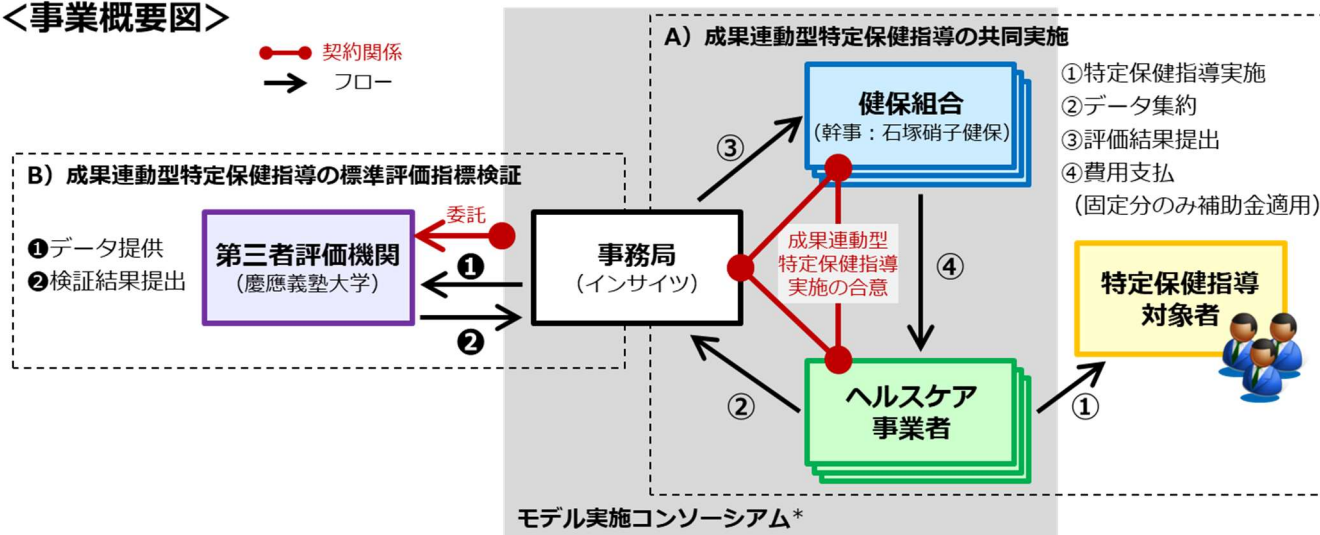 ＜事業概要図＞
契約関係
フロー
A）成果連動型特定保健指導の共同実施
健保組合
（幹事：石塚硝子健保）
①特定保健指導実施
②データ集約
③評価結果提出
④費用支払
（固定分のみ補助金適用）
③
B）成果連動型特定保健指導の標準評価指標検証
❶データ提供
❷検証結果提出
第三者評価機関
（慶應義塾大学）
委託
❶
❷
事務局
（インサイツ）
成果連動型
特定保健指導
実施の合意
④
特定保健指導
対象者
②
ヘルスケア
事業者
①
モデル実施コンソーシアム*